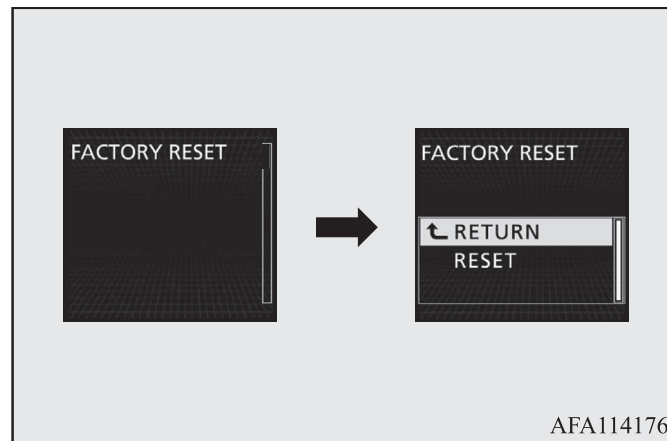 FACTORY RESET
FACTORY RESET
RETURN
RESET
AFA114176